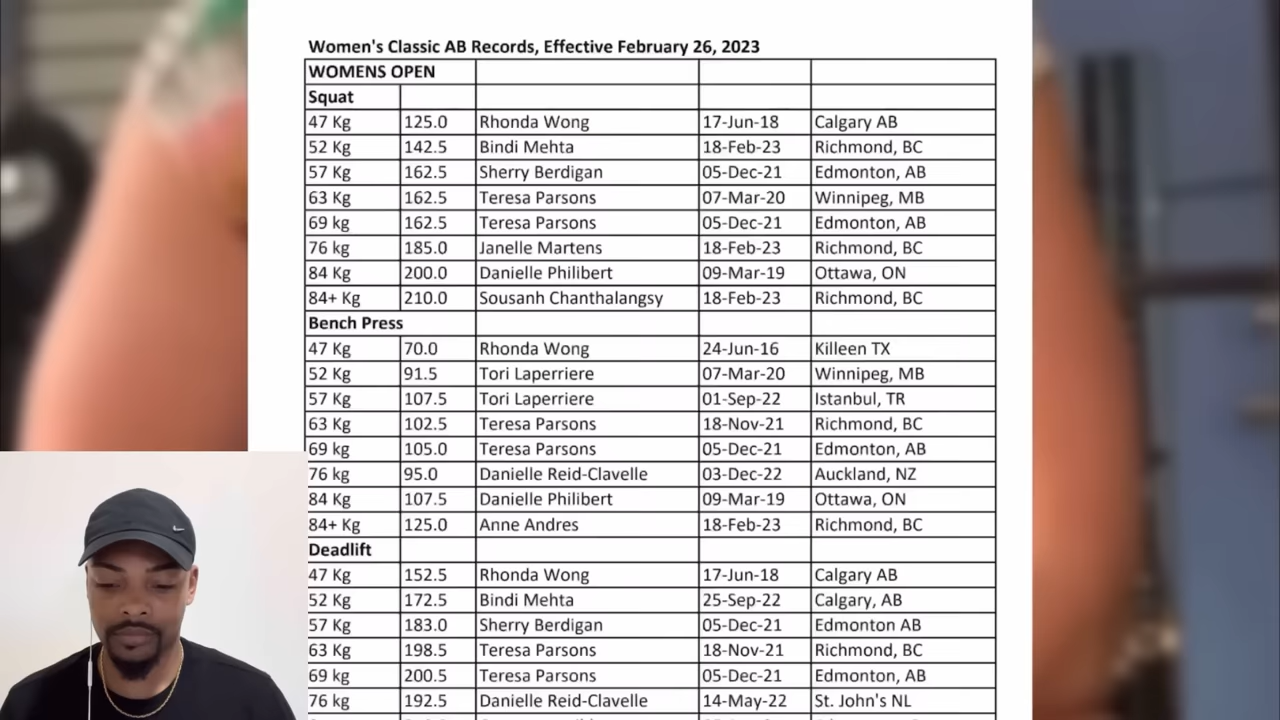 Women's Classic AB Records, Effective February 26, 2023
WOMENS OPEN
Squat
47 Kg 125.0 Rhonda Wong 17-Jun-18 Calgary AB
52 Kg 142.5 Bindi Mehta 18-Feb-23 Richmond, BC
57 Kg 162.5 Sherry Berdigan 05-Dec-21 Edmonton, AB
63 Kg 162.5 Teresa Parsons 07-Mar-20 Winnipeg, MB
69 kg 162.5 Teresa Parsons 05-Dec-21 Edmonton, AB
76 kg 185.0 Janelle Martens 18-Feb-23 Richmond, BC
84 Kg 200.0 Danielle Philibert 09-Mar-19 Ottawa, ON
84+ Kg 210.0 Sousanh Chanthalangsy 18-Feb-23 Richmond, BC
Bench Press
47 Kg 70.0 Rhonda Wong 24-Jun-16 Killeen TX
52 Kg 91.5 Tori Laperriere 07-Mar-20 Winnipeg, MB
57 Kg 107.5 Tori Laperriere 01-Sep-22 Istanbul, TR
63 Kg 102.5 Teresa Parsons 18-Nov-21 Richmond, BC
69 kg 105.0 Teresa Parsons 05-Dec-21 Edmonton, AB
76 kg 95.0 Danielle Reid-Clavelle 03-Dec-22 Auckland, NZ
84 Kg 107.5 Danielle Philibert 09-Mar-19 Ottawa, ON
84+ Kg 125.0 Anne Andres 18-Feb-23 Richmond, BC
Deadlift
47 Kg 152.5 Rhonda Wong 17-Jun-18 Calgary AB
52 Kg 172.5 Bindi Mehta 25-Sep-22 Calgary, AB
57 Kg 183.0 Sherry Berdigan 05-Dec-21 Edmonton AB
63 Kg 198.5 Teresa Parsons 18-Nov-21 Richmond, BC
69 kg 200.5 Teresa Parsons 05-Dec-21 Edmonton, AB
76 kg 192.5 Danielle Reid-Clavelle 14-May-22 St. John's NL